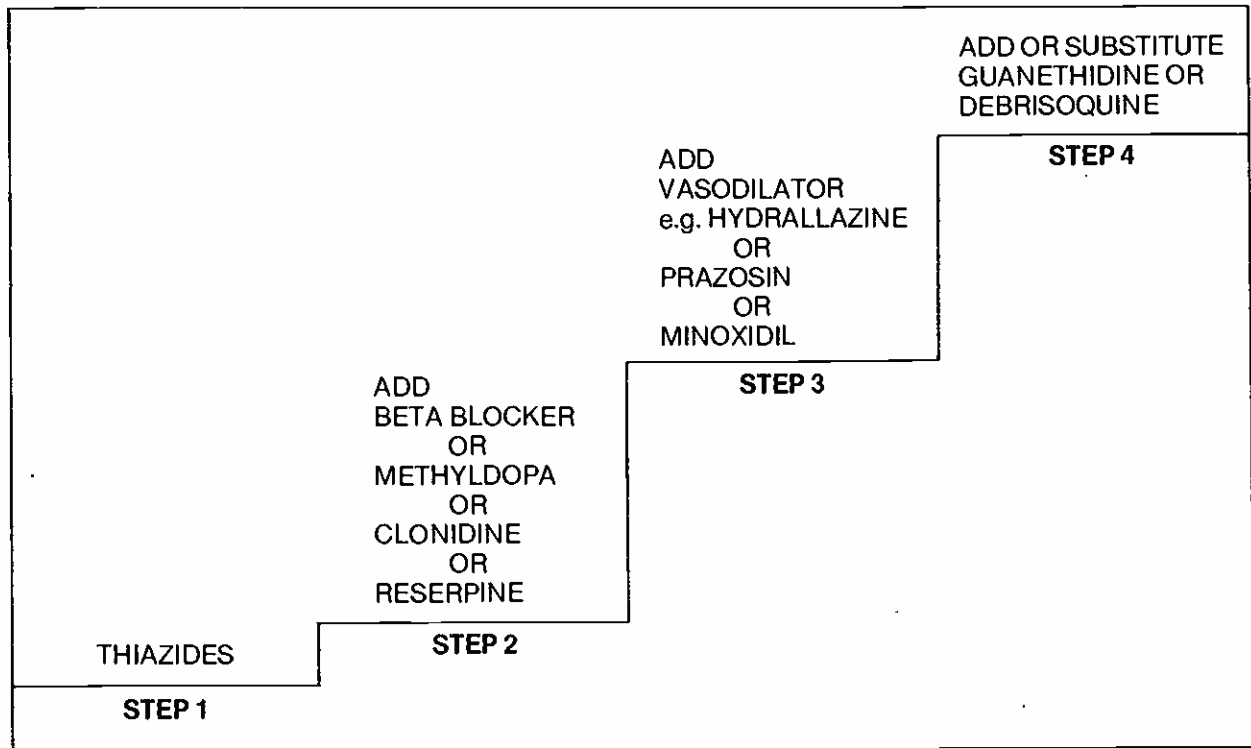 THIAZIDES
STEP 1
ADD
BETA BLOCKER
OR
METHYLDOPA
OR
CLONIDINE
OR
RESERPINE
STEP 2
ADD
VASODILATOR
e.g. HYDRALLAZINE
OR
PRAZOSIN
OR
MINOXIDIL
STEP 3
ADD OR SUBSTITUTE
GUANETHIDINE OR
DEBRISOQUINE
STEP 4